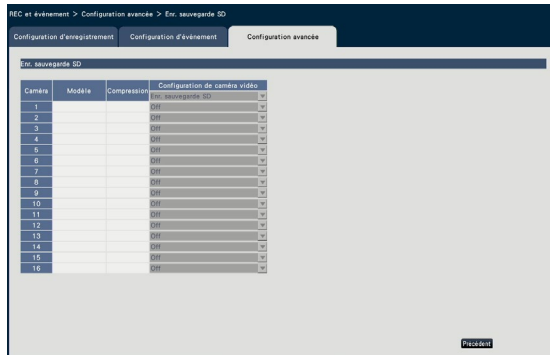 REC et événement > Configuration avancée > Enr. sauvegarde SD
Configuration d'enregistrement Configuration d'événement Configuration avancée
Enr. sauvegarde SD
Caméra Modèle Compression Configuration de caméra vidéo
Enr. sauvegarde SD
1 Off
2 Off
3 Off
4 Off
5 Off
6 Off
7 Off
8 Off
9 Off
10 Off
11 Off
12 Off
13 Off
14 Off
15 Off
16 Off
Précédent